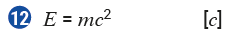 12 E = mc² [c]